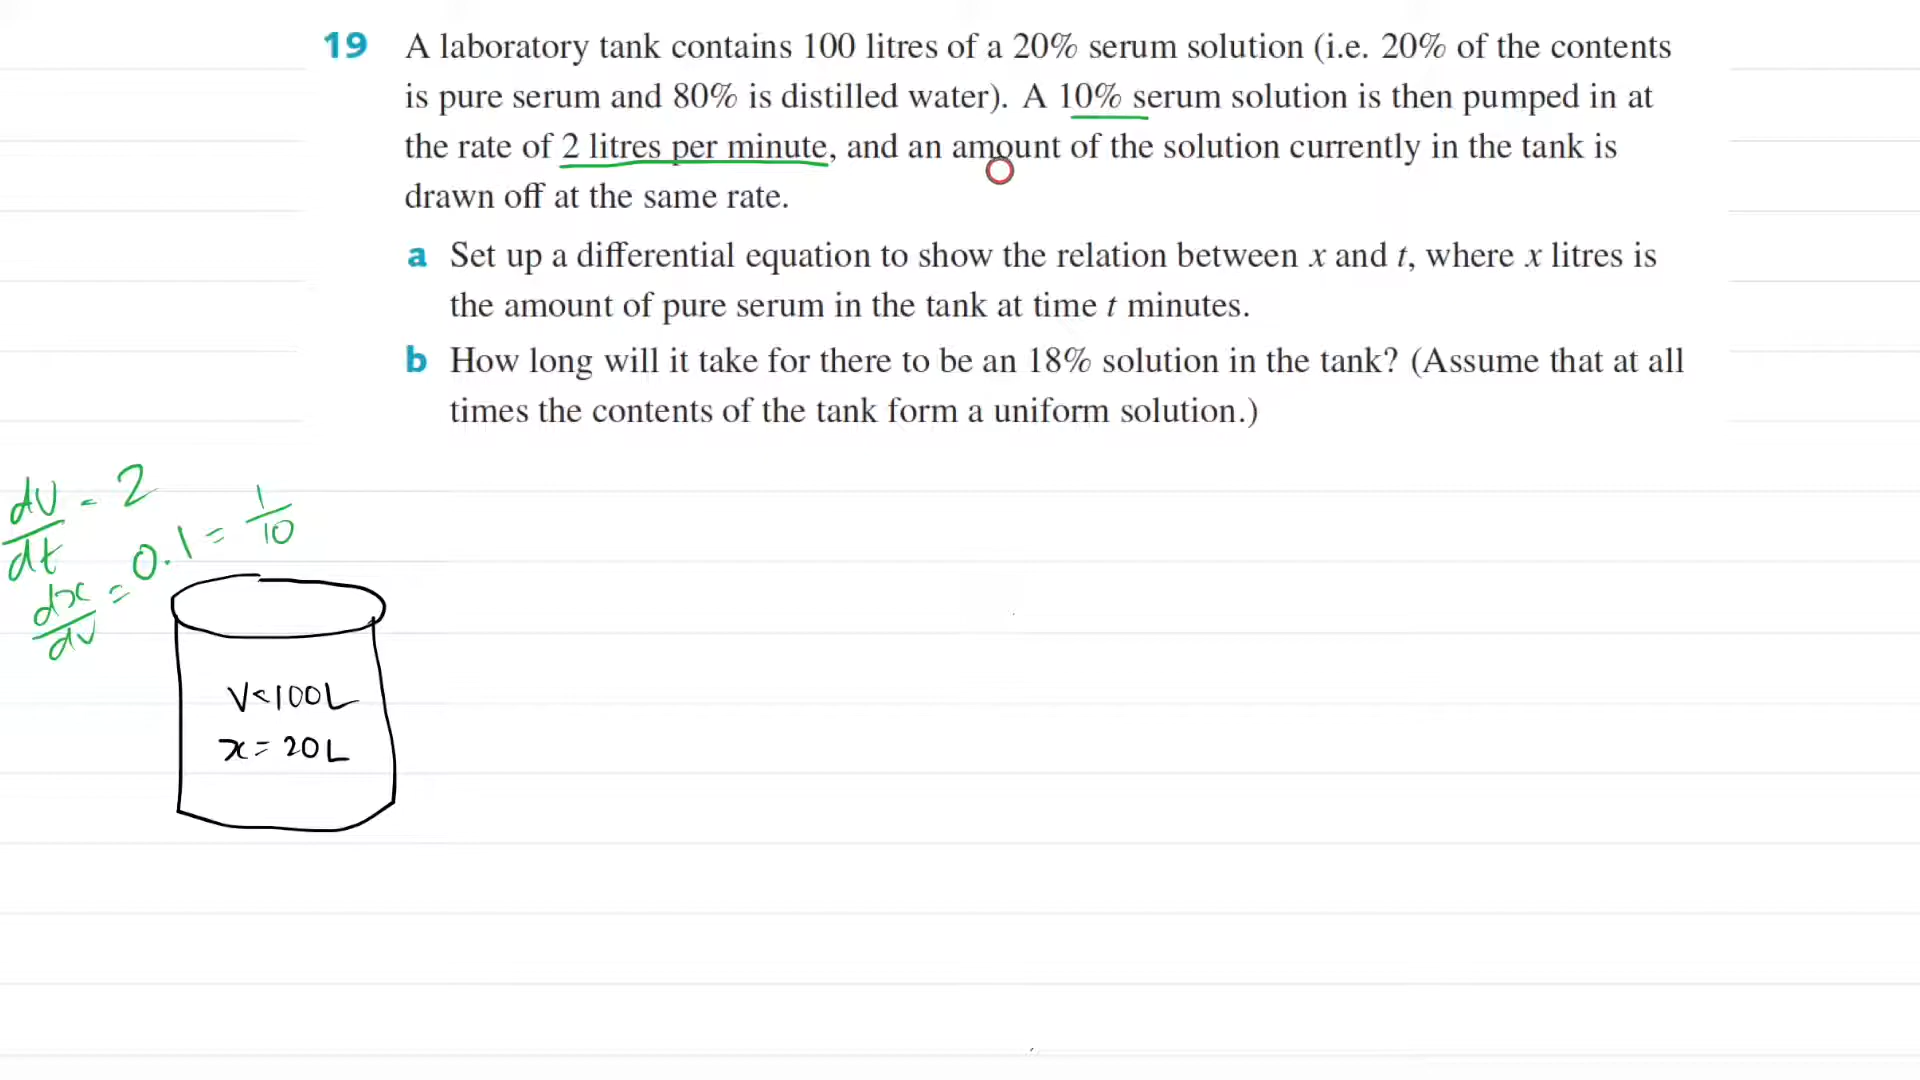 19 A laboratory tank contains 100 litres of a 20% serum solution (i.e. 20% of the contents
is pure serum and 80% is distilled water). A 10% serum solution is then pumped in at
the rate of 2 litres per minute, and an amount of the solution currently in the tank is
drawn off at the same rate.
a Set up a differential equation to show the relation between x and t, where x litres is
the amount of pure serum in the tank at time t minutes.
b How long will it take for there to be an 18% solution in the tank? (Assume that at all
times the contents of the tank form a uniform solution.)
dV/dt = 2
dx/dV = 0.1 = 1/10
V=100L
x = 20L